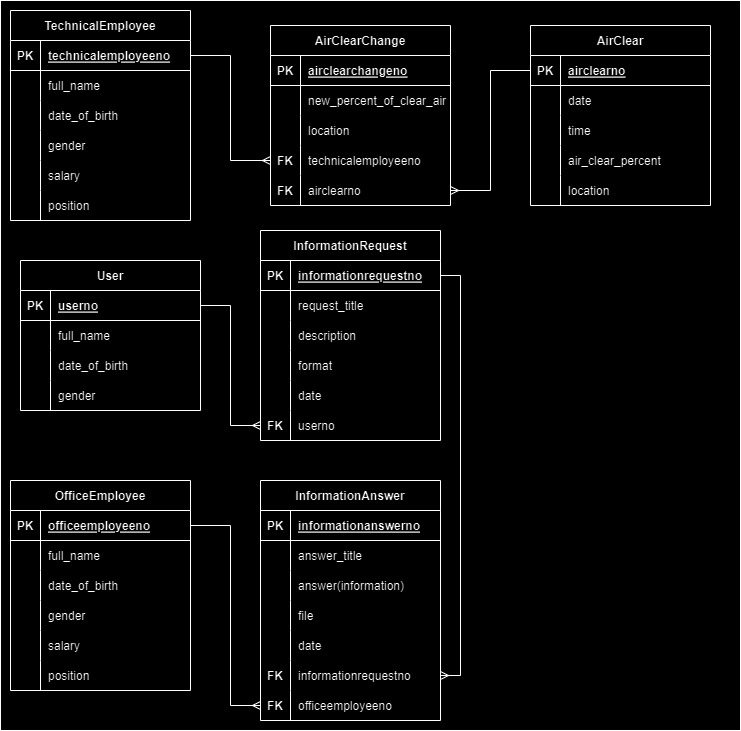 TechnicalEmployee
PK technicalemployeeno
full_name
date_of_birth
gender
salary
position
AirClearChange
PK airclearchangeno
new_percent_of_clear_air
location
FK technicalemployeeno
FK airclearno
AirClear
PK airclearno
date
time
air_clear_percent
location
User
PK userno
full_name
date_of_birth
gender
InformationRequest
PK informationrequestno
request_title
description
format
date
FK userno
OfficeEmployee
PK officeemployeeno
full_name
date_of_birth
gender
salary
position
InformationAnswer
PK informationanswerno
answer_title
answer(information)
file
date
FK informationrequestno
FK officeemployeeno